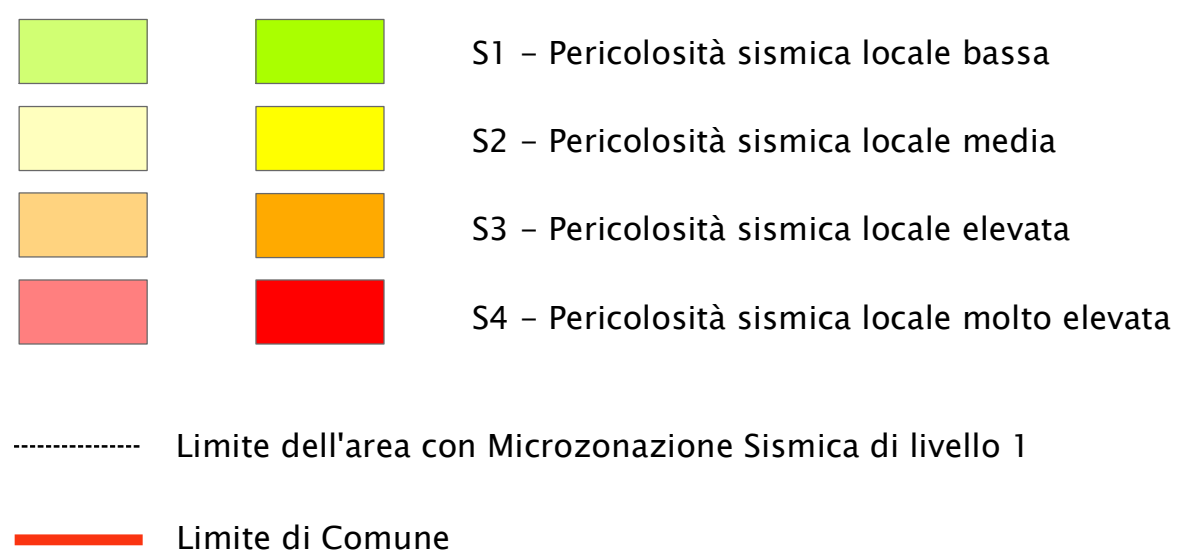 S1 – Pericolosità sismica locale bassa
S2 – Pericolosità sismica locale media
S3 – Pericolosità sismica locale elevata
S4 – Pericolosità sismica locale molto elevata
Limite dell'area con Microzonazione Sismica di livello 1
Limite di Comune